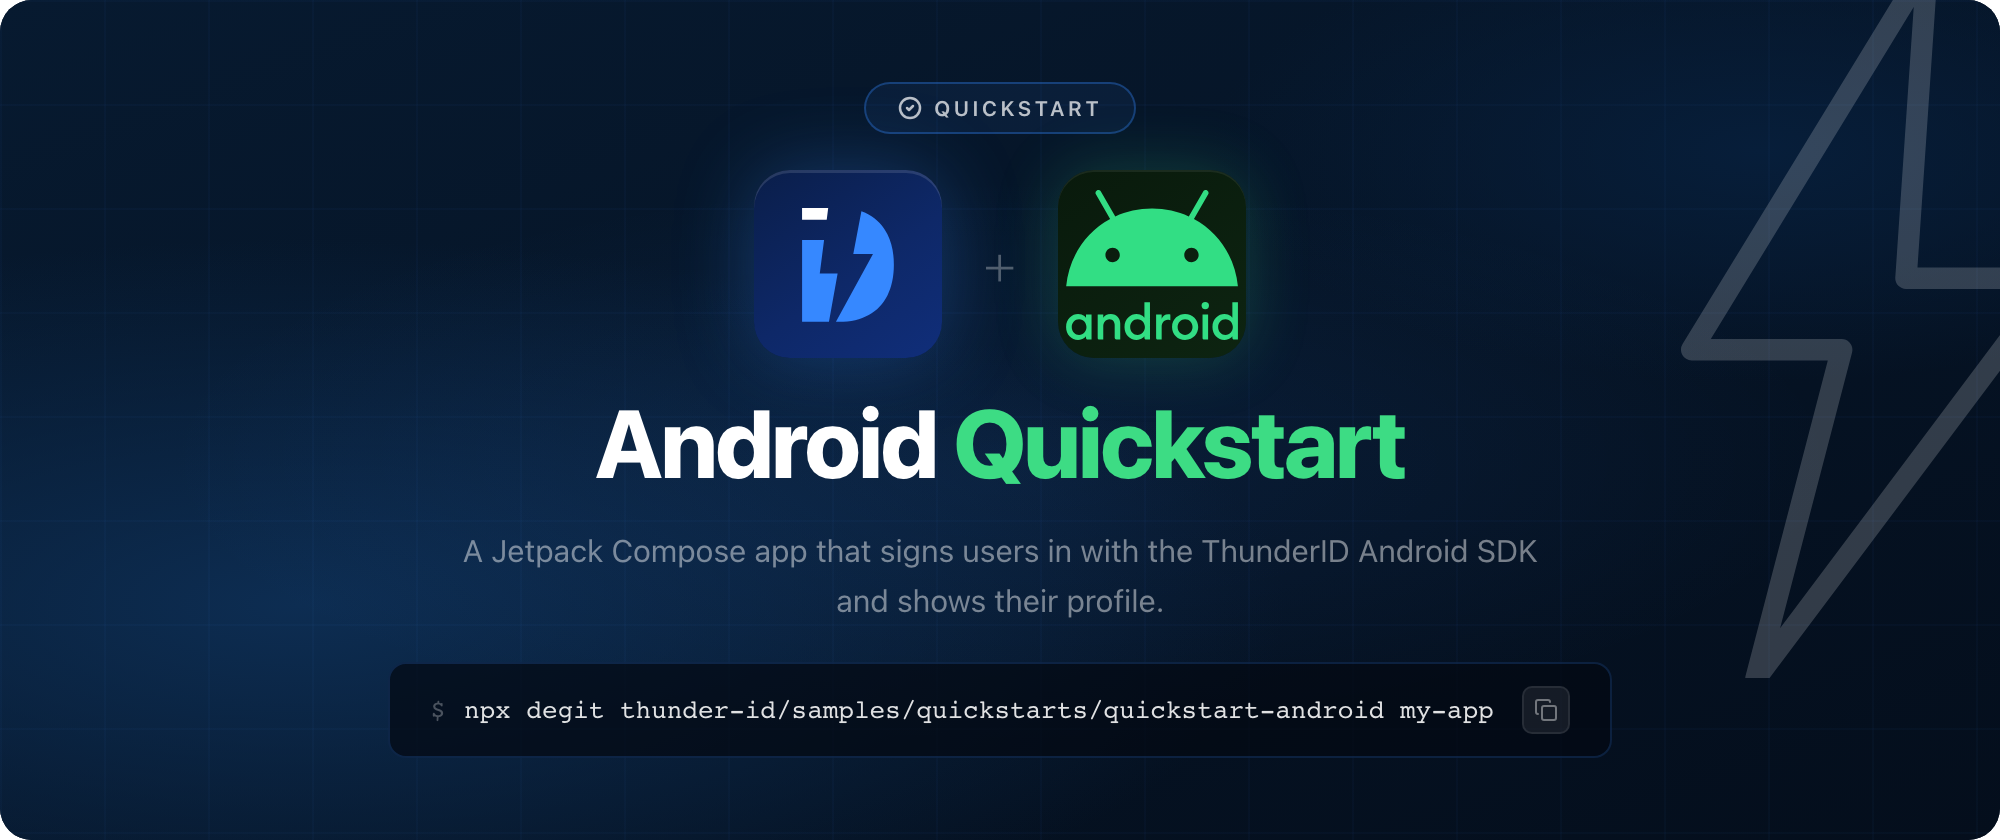 QUICKSTART
android
Android Quickstart
A Jetpack Compose app that signs users in with the ThunderID Android SDK
and shows their profile.
$ npx degit thunder-id/samples/quickstarts/quickstart-android my-app